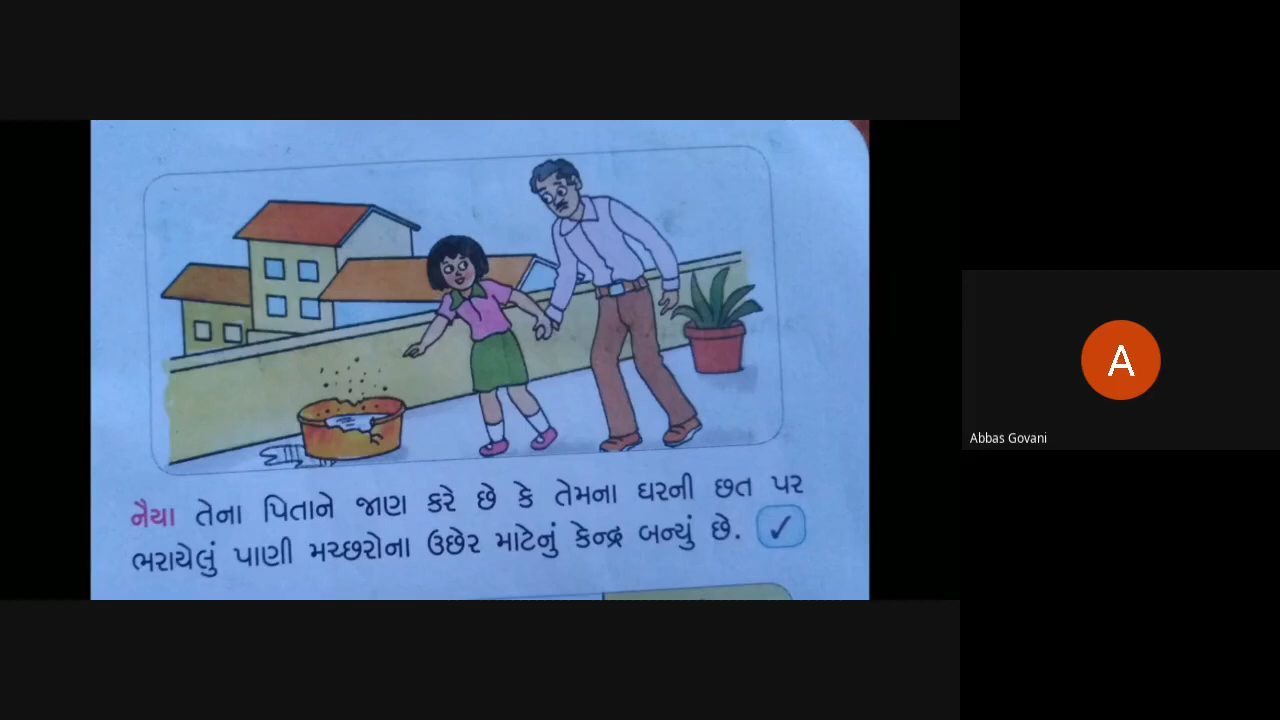 નૈયા તેના પિતાને જાણ કરે છે કે તેમના ઘરની છત પર
ભરાયેલું પાણી મચ્છરોના ઉછેર માટેનું કેન્દ્ર બન્યું છે. ✓
A
Abbas Govani